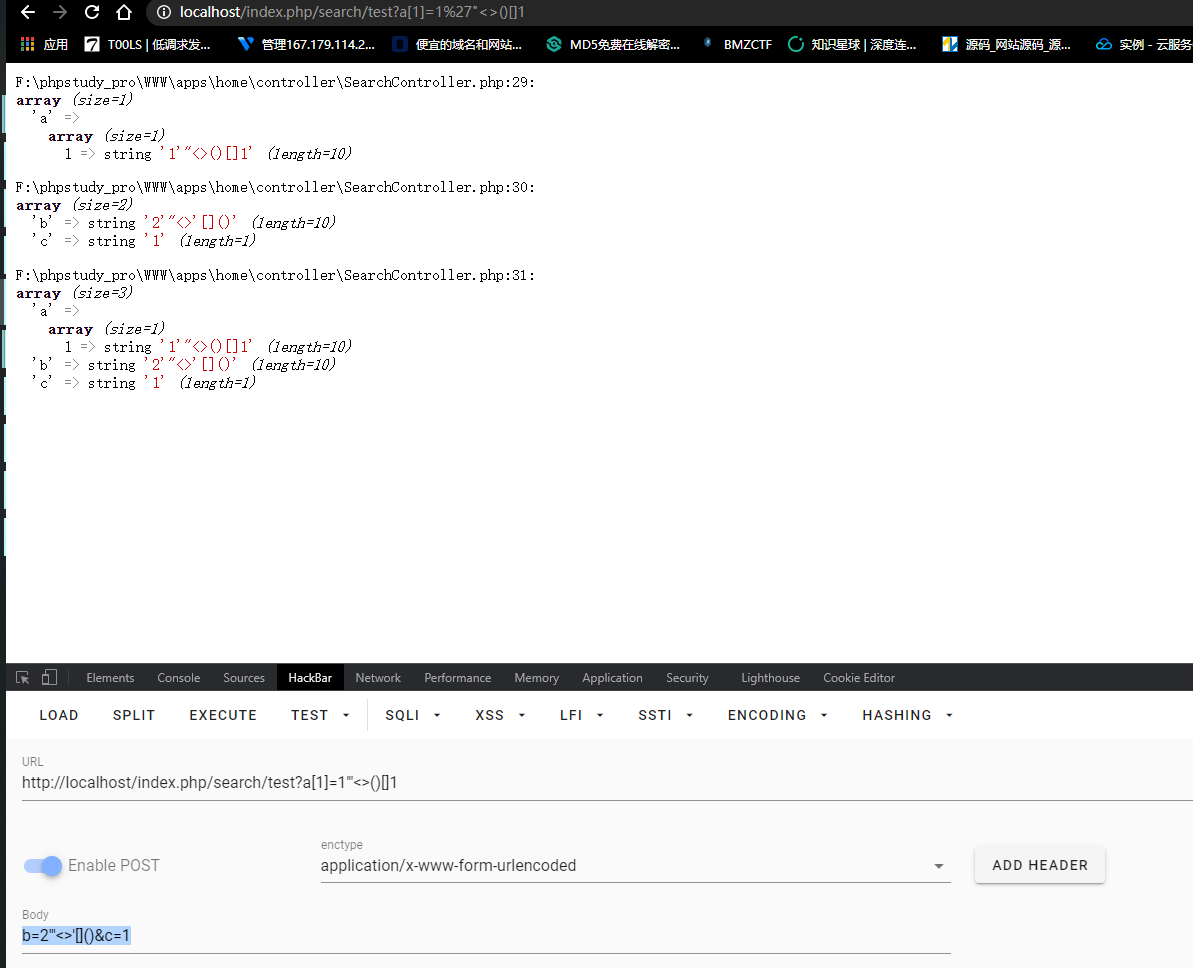 localhost/index.php/search/test?a[1]=1%27"<>()[]1
应用 T00LS | 低调求发... 管理167.179.114.2... 便宜的域名和网站... MD5免费在线解密... BMZCTF 知识星球 | 深度连... 源码_网站源码_源... 实例 - 云服务
F:\phpstudy_pro\WWW\apps\home\controller\SearchController.php:29:
array (size=1)
'a' =>
array (size=1)
1 => string '1'"<>()[]1' (length=10)
F:\phpstudy_pro\WWW\apps\home\controller\SearchController.php:30:
array (size=2)
'b' => string '2'"<>'[]()' (length=10)
'c' => string '1' (length=1)
F:\phpstudy_pro\WWW\apps\home\controller\SearchController.php:31:
array (size=3)
'a' =>
array (size=1)
1 => string '1'"<>()[]1' (length=10)
'b' => string '2'"<>'[]()' (length=10)
'c' => string '1' (length=1)
Elements Console Sources HackBar Network Performance Memory Application Security Lighthouse Cookie Editor
LOAD SPLIT EXECUTE TEST SQLI XSS LFI SSTI ENCODING HASHING
URL
http://localhost/index.php/search/test?a[1]=1'"<>()[]1
Enable POST
enctype
application/x-www-form-urlencoded
ADD HEADER
Body
b=2'"<>'[]()&c=1